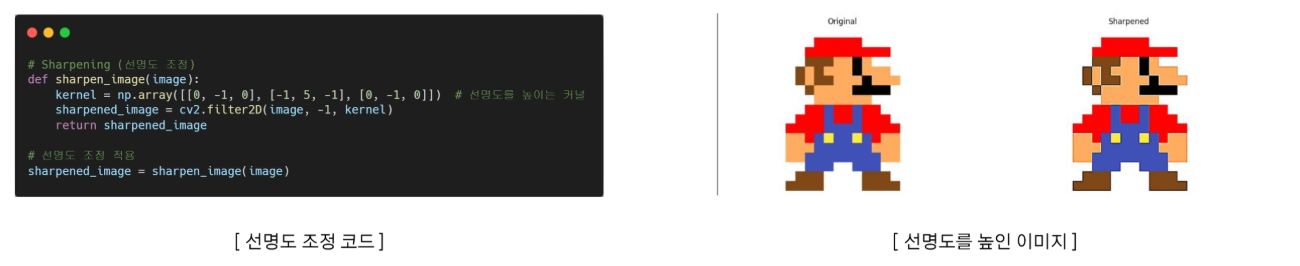 # Sharpening (선명도 조정)
def sharpen_image(image):
    kernel = np.array([[0, -1, 0], [-1, 5, -1], [0, -1, 0]])  # 선명도를 높이는 커널
    sharpened_image = cv2.filter2D(image, -1, kernel)
    return sharpened_image
# 선명도 조정 적용
sharpened_image = sharpen_image(image)
[ 선명도 조정 코드 ]
Original
Sharpened
[ 선명도를 높인 이미지 ]